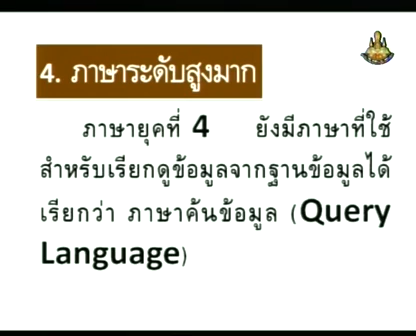 4. ภาษาระดับสูงมาก
ภาษายุคที่ 4 ยังมีภาษาที่ใช้
สำหรับเรียกดูข้อมูลจากฐานข้อมูลได้
เรียกว่า ภาษาค้นข้อมูล (Query
Language)